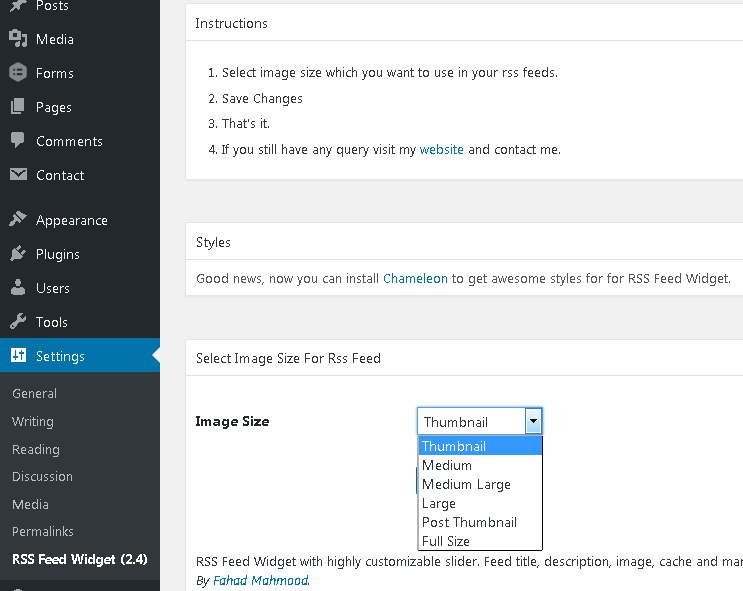 Posts
Media
Forms
Pages
Comments
Contact
Appearance
Plugins
Users
Tools
Settings
General
Writing
Reading
Discussion
Media
Permalinks
RSS Feed Widget (2.4)
Instructions
1. Select image size which you want to use in your rss feeds.
2. Save Changes
3. That's it.
4. If you still have any query visit my website and contact me.
Styles
Good news, now you can install Chameleon to get awesome styles for for RSS Feed Widget.
Select Image Size For Rss Feed
Image Size
Thumbnail
Thumbnail
Medium
Medium Large
Large
Post Thumbnail
Full Size
RSS Feed Widget with highly customizable slider. Feed title, description, image, cache and
By Fahad Mahmood.